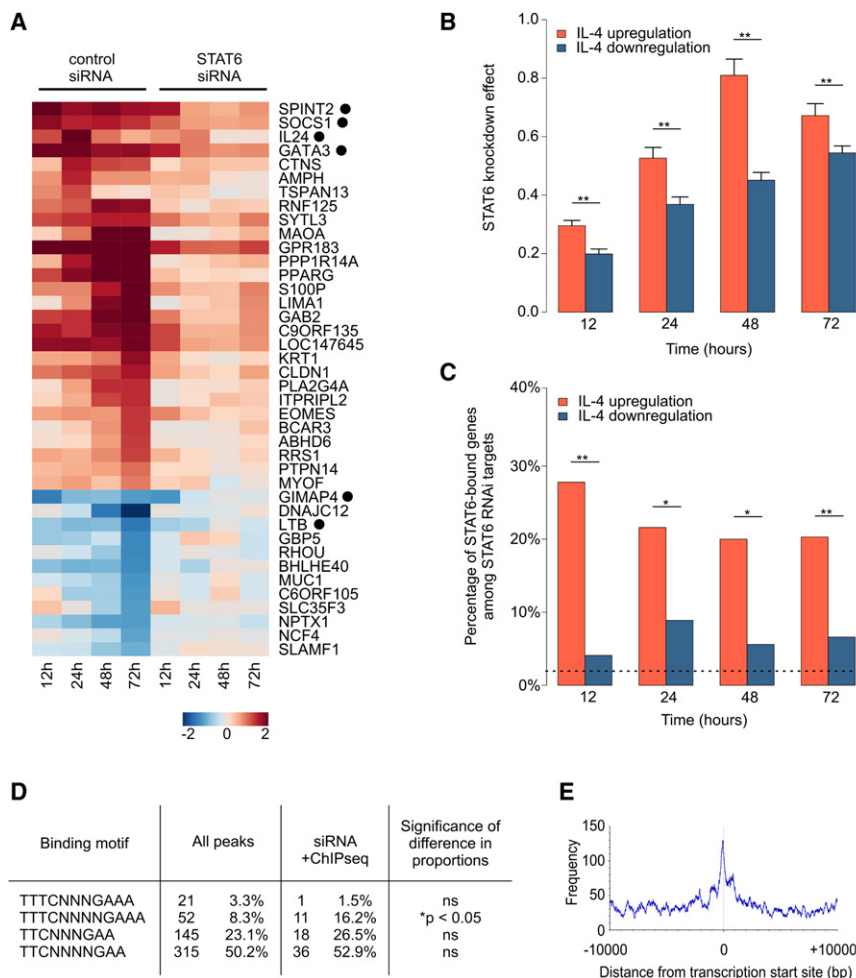 A
control
siRNA
STAT6
siRNA
SPINT2
SOCS1
IL24
GATA3
CTNS
AMPH
TSPAN13
RNF125
SYTL3
MAOA
GPR183
PPP1R14A
PPARG
S100P
LIMA1
GAB2
C9ORF135
LOC147645
KRT1
CLDN1
PLA2G4A
ITPRIPL2
EOMES
BCAR3
ABHD6
RRS1
PTPN14
MYOF
GIMAP4
DNAJC12
LTB
GBP5
RHOU
BHLHE40
MUC1
C6ORF105
SLC35F3
NPTX1
NCF4
SLAMF1
12h 24h 48h 72h 12h 24h 48h 72h
-2 0 2
B
IL-4 upregulation
IL-4 downregulation
STAT6 knockdown effect
1.0
0.8
0.6
0.4
0.2
0.0
** ** ** **
12 24 48 72
Time (hours)
C
IL-4 upregulation
IL-4 downregulation
Percentage of STAT6-bound genes
among STAT6 RNAi targets
40%
30%
20%
10%
0%
** * * **
12 24 48 72
Time (hours)
D
Binding motif All peaks siRNA +ChIPseq Significance of difference in proportions
TTTCNNNGAAA 21 3.3% 1 1.5% ns
TTTCNNNNGAAA 52 8.3% 11 16.2% *p < 0.05
TTCNNNGAA 145 23.1% 18 26.5% ns
TTCNNNNGAA 315 50.2% 36 52.9% ns
E
Frequency
150
100
50
0
-10000 0 +10000
Distance from transcription start site (bp)